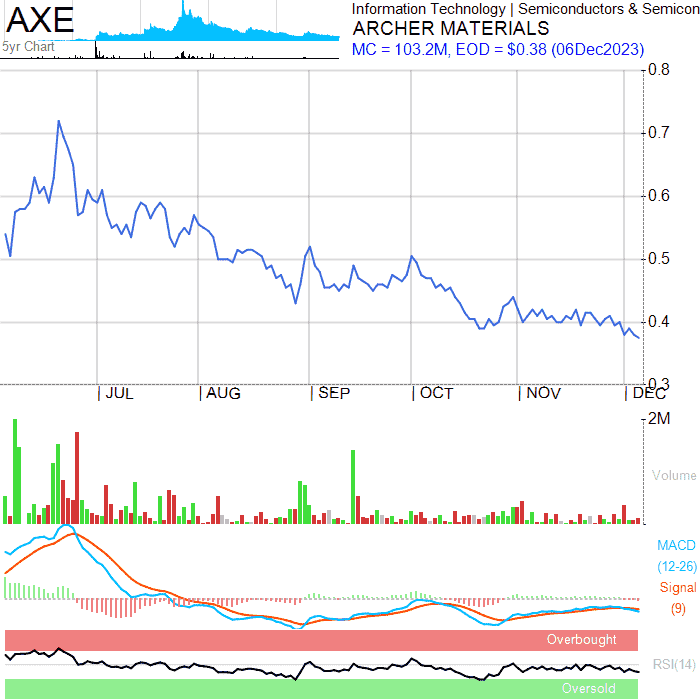 AXE
5yr Chart
Information Technology | Semiconductors & Semicon
ARCHER MATERIALS
MC = 103.2M, EOD = $0.38 (06Dec2023)
0.8
0.7
0.6
0.5
0.4
0.3
| JUL | AUG | SEP | OCT | NOV | DEC
2M
Volume
MACD
(12-26)
Signal
(9)
Overbought
RSI(14)
Oversold